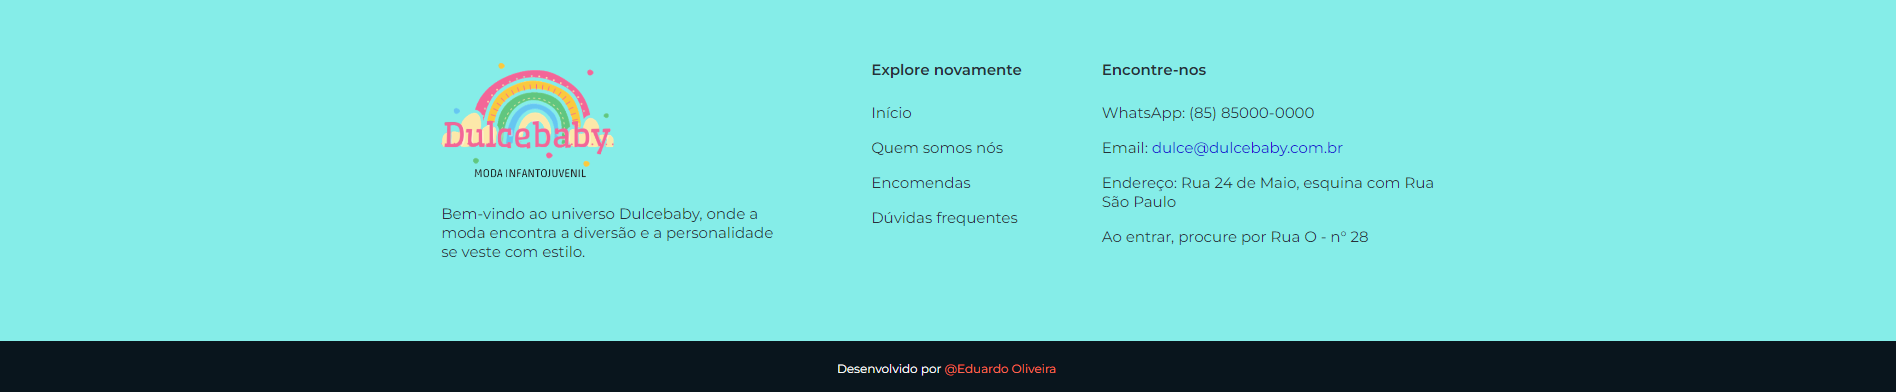 Dulcebaby
MODA INFANTOJUVENIL
Bem-vindo ao universo Dulcebaby, onde a
moda encontra a diversão e a personalidade
se veste com estilo.
Explore novamente
Início
Quem somos nós
Encomendas
Dúvidas frequentes
Encontre-nos
WhatsApp: (85) 85000-0000
Email: dulce@dulcebaby.com.br
Endereço: Rua 24 de Maio, esquina com Rua
São Paulo
Ao entrar, procure por Rua O - n° 28
Desenvolvido por @Eduardo Oliveira